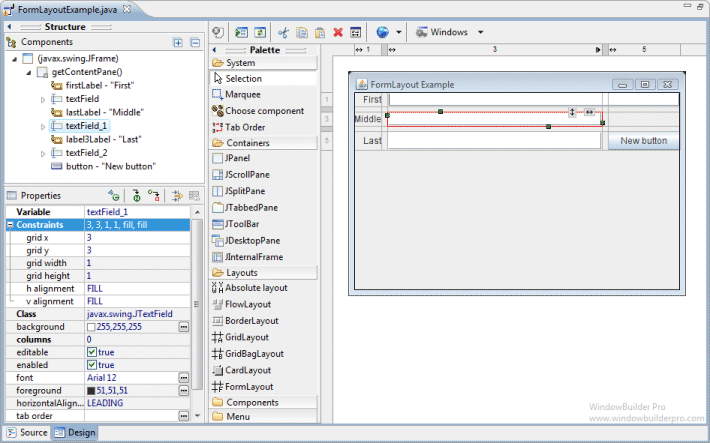 FormLayoutExample.java
Structure
Components
(javax.swing.JFrame)
getContentPane()
firstLabel - "First"
textField
lastLabel - "Middle"
textField_1
label3Label - "Last"
textField_2
button - "New button"
Properties
Variable textField_1
Constraints 3, 3, 1, 1, fill, fill
grid x 3
grid y 3
grid width 1
grid height 1
h alignment FILL
v alignment FILL
Class javax.swing.JTextField
background 255,255,255
columns 0
editable true
enabled true
font Arial 12
foreground 51,51,51
horizontalAlign... LEADING
tab order
Source Design
Palette
System
Selection
Marquee
Choose component
Tab Order
Containers
JPanel
JScrollPane
JSplitPane
JTabbedPane
JToolBar
JDesktopPane
JInternalFrame
Layouts
Absolute layout
FlowLayout
BorderLayout
GridLayout
GridBagLayout
CardLayout
FormLayout
Components
Menu
Windows
1 3 5
1
3
5
FormLayout Example
First
Middle
Last New button
WindowBuilder Pro
www.windowbuilderpro.com